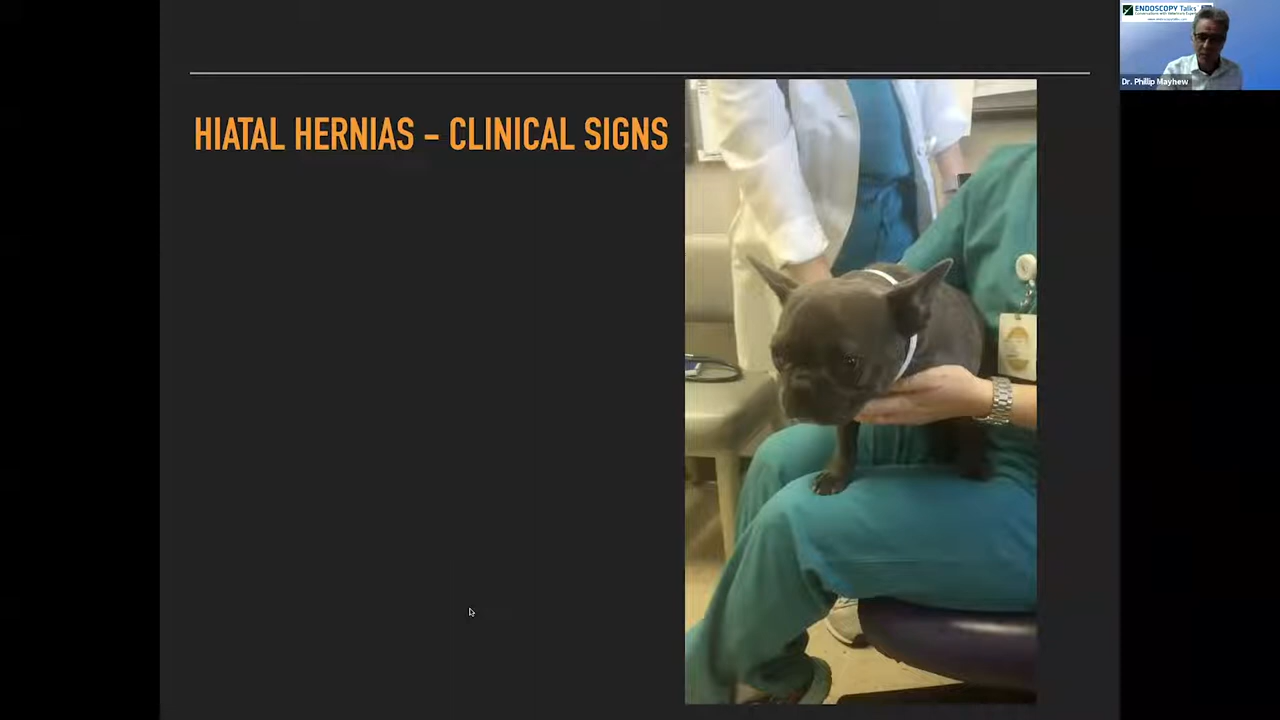 HIATAL HERNIAS – CLINICAL SIGNS
ENDOSCOPY Talks
Dr. Phillip Mayhew